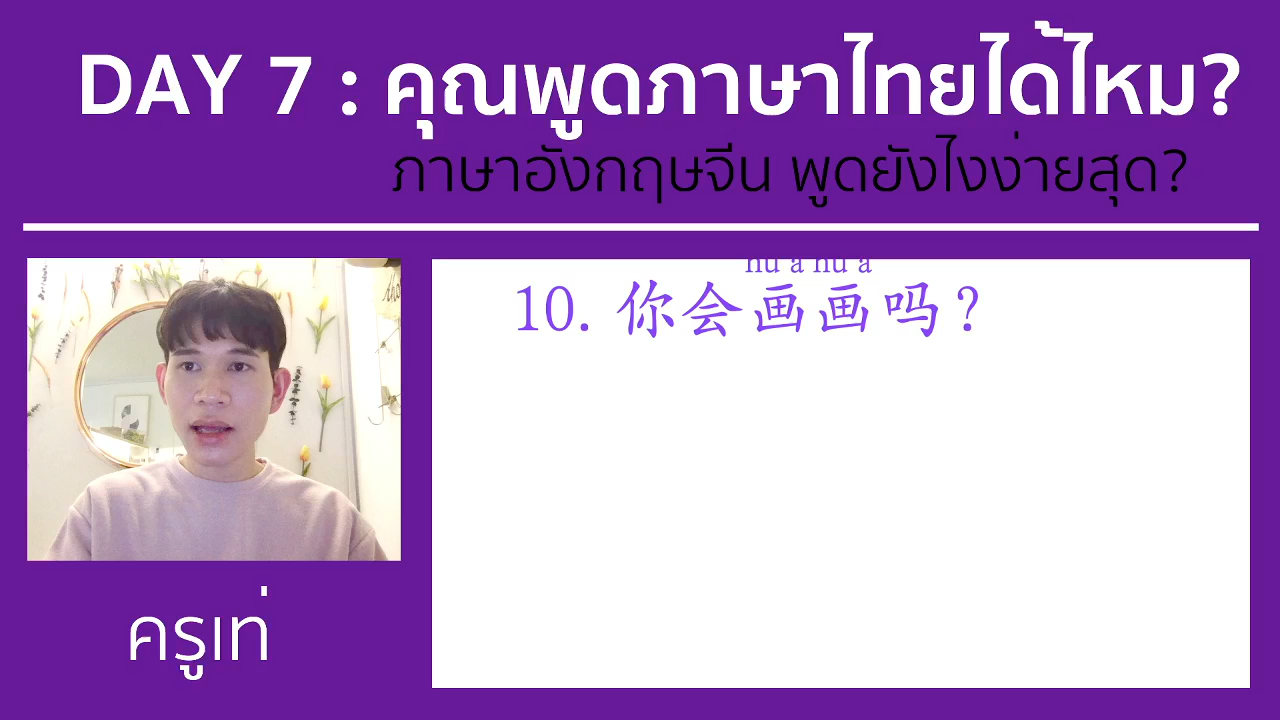 DAY 7 : คุณพูดภาษาไทยได้ไหม?
ภาษาอังกฤษจีน พูดยังไงง่ายสุด?
hu a hu a
10. 你会画画吗？
ครูเท่